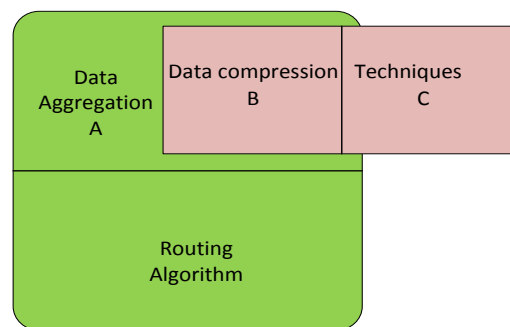 Data
Aggregation
A
Data compression
B
Techniques
C
Routing
Algorithm